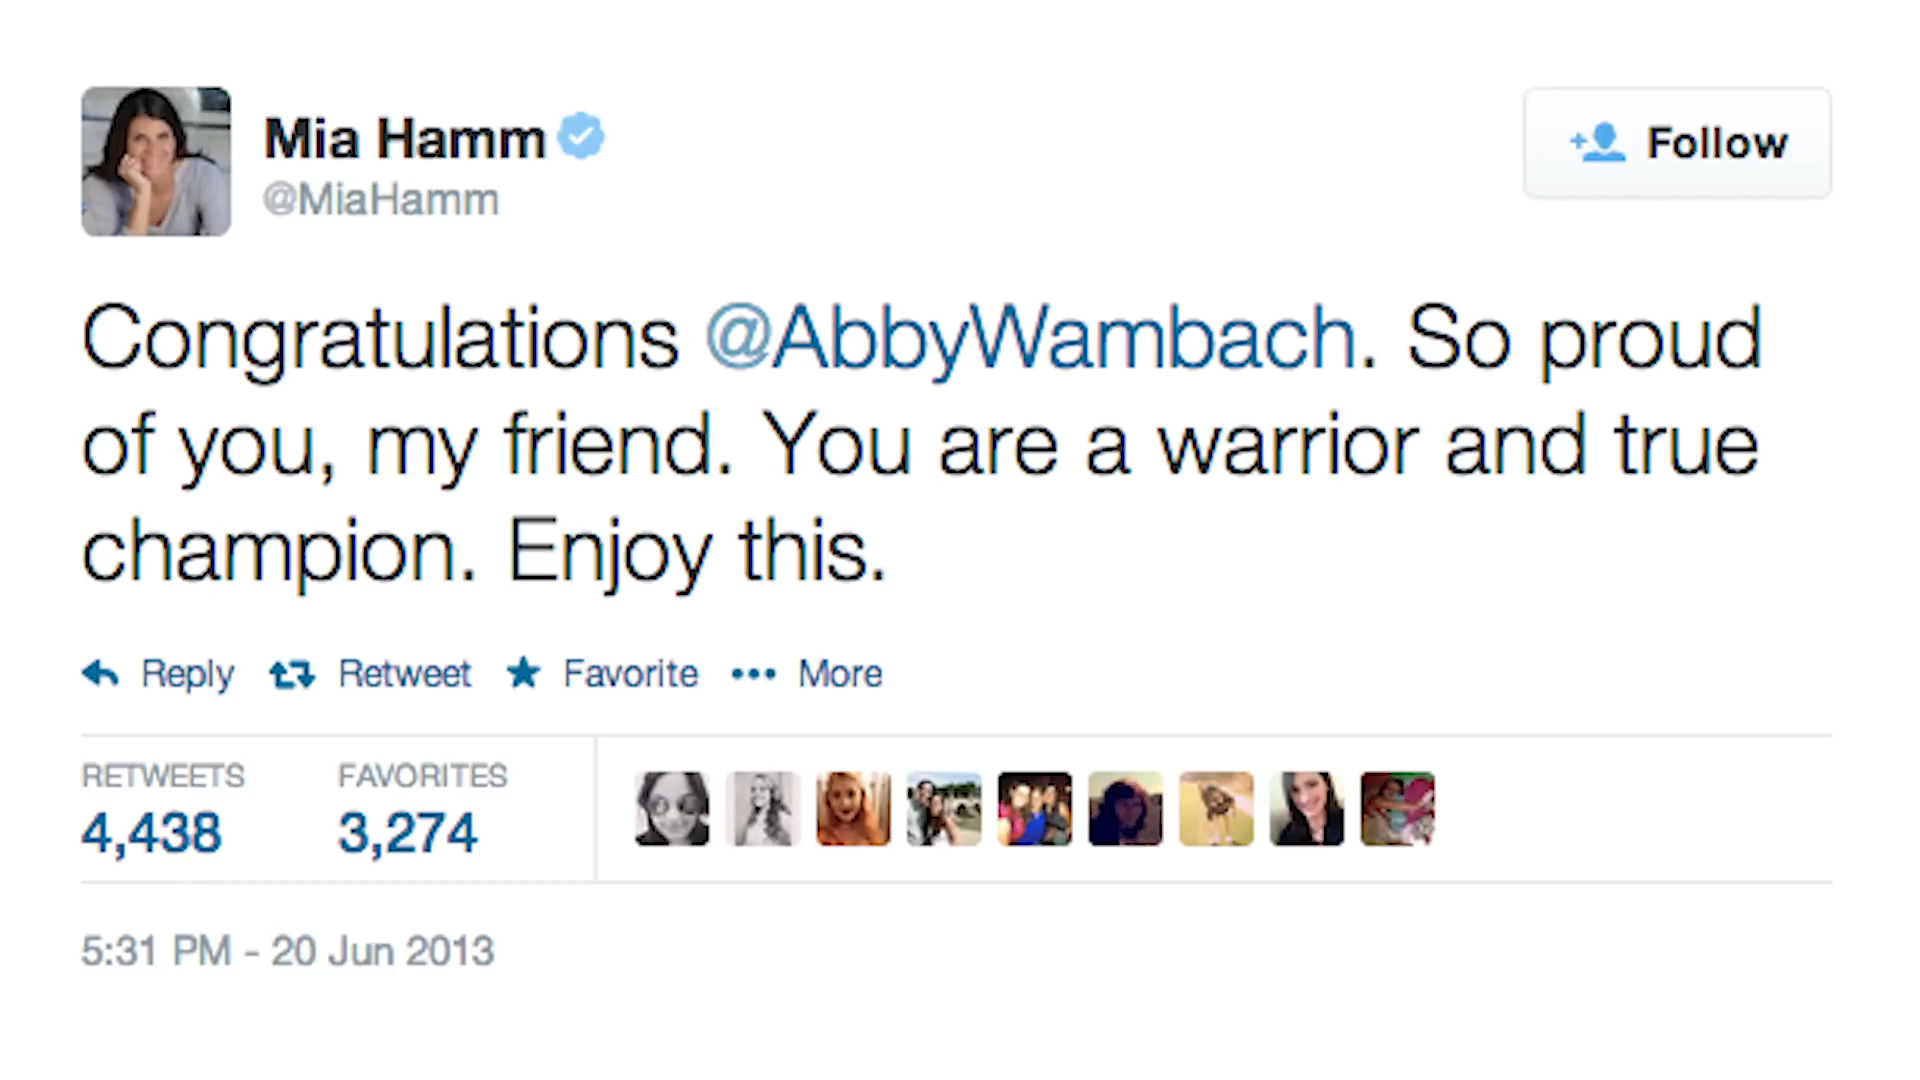 Mia Hamm
@MiaHamm
Follow
Congratulations @AbbyWambach. So proud
of you, my friend. You are a warrior and true
champion. Enjoy this.
Reply Retweet Favorite More
RETWEETS FAVORITES
4,438 3,274
5:31 PM - 20 Jun 2013